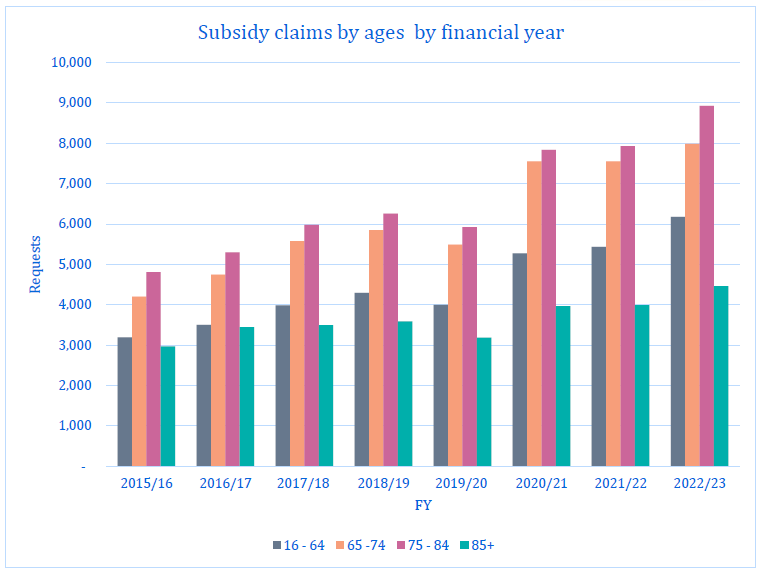 Subsidy claims by ages  by financial year
10,000
9,000
8,000
7,000
6,000
5,000
4,000
3,000
2,000
1,000
-
Requests
2015/16 2016/17 2017/18 2018/19 2019/20 2020/21 2021/22 2022/23
FY
16 - 64 65 -74 75 - 84 85+